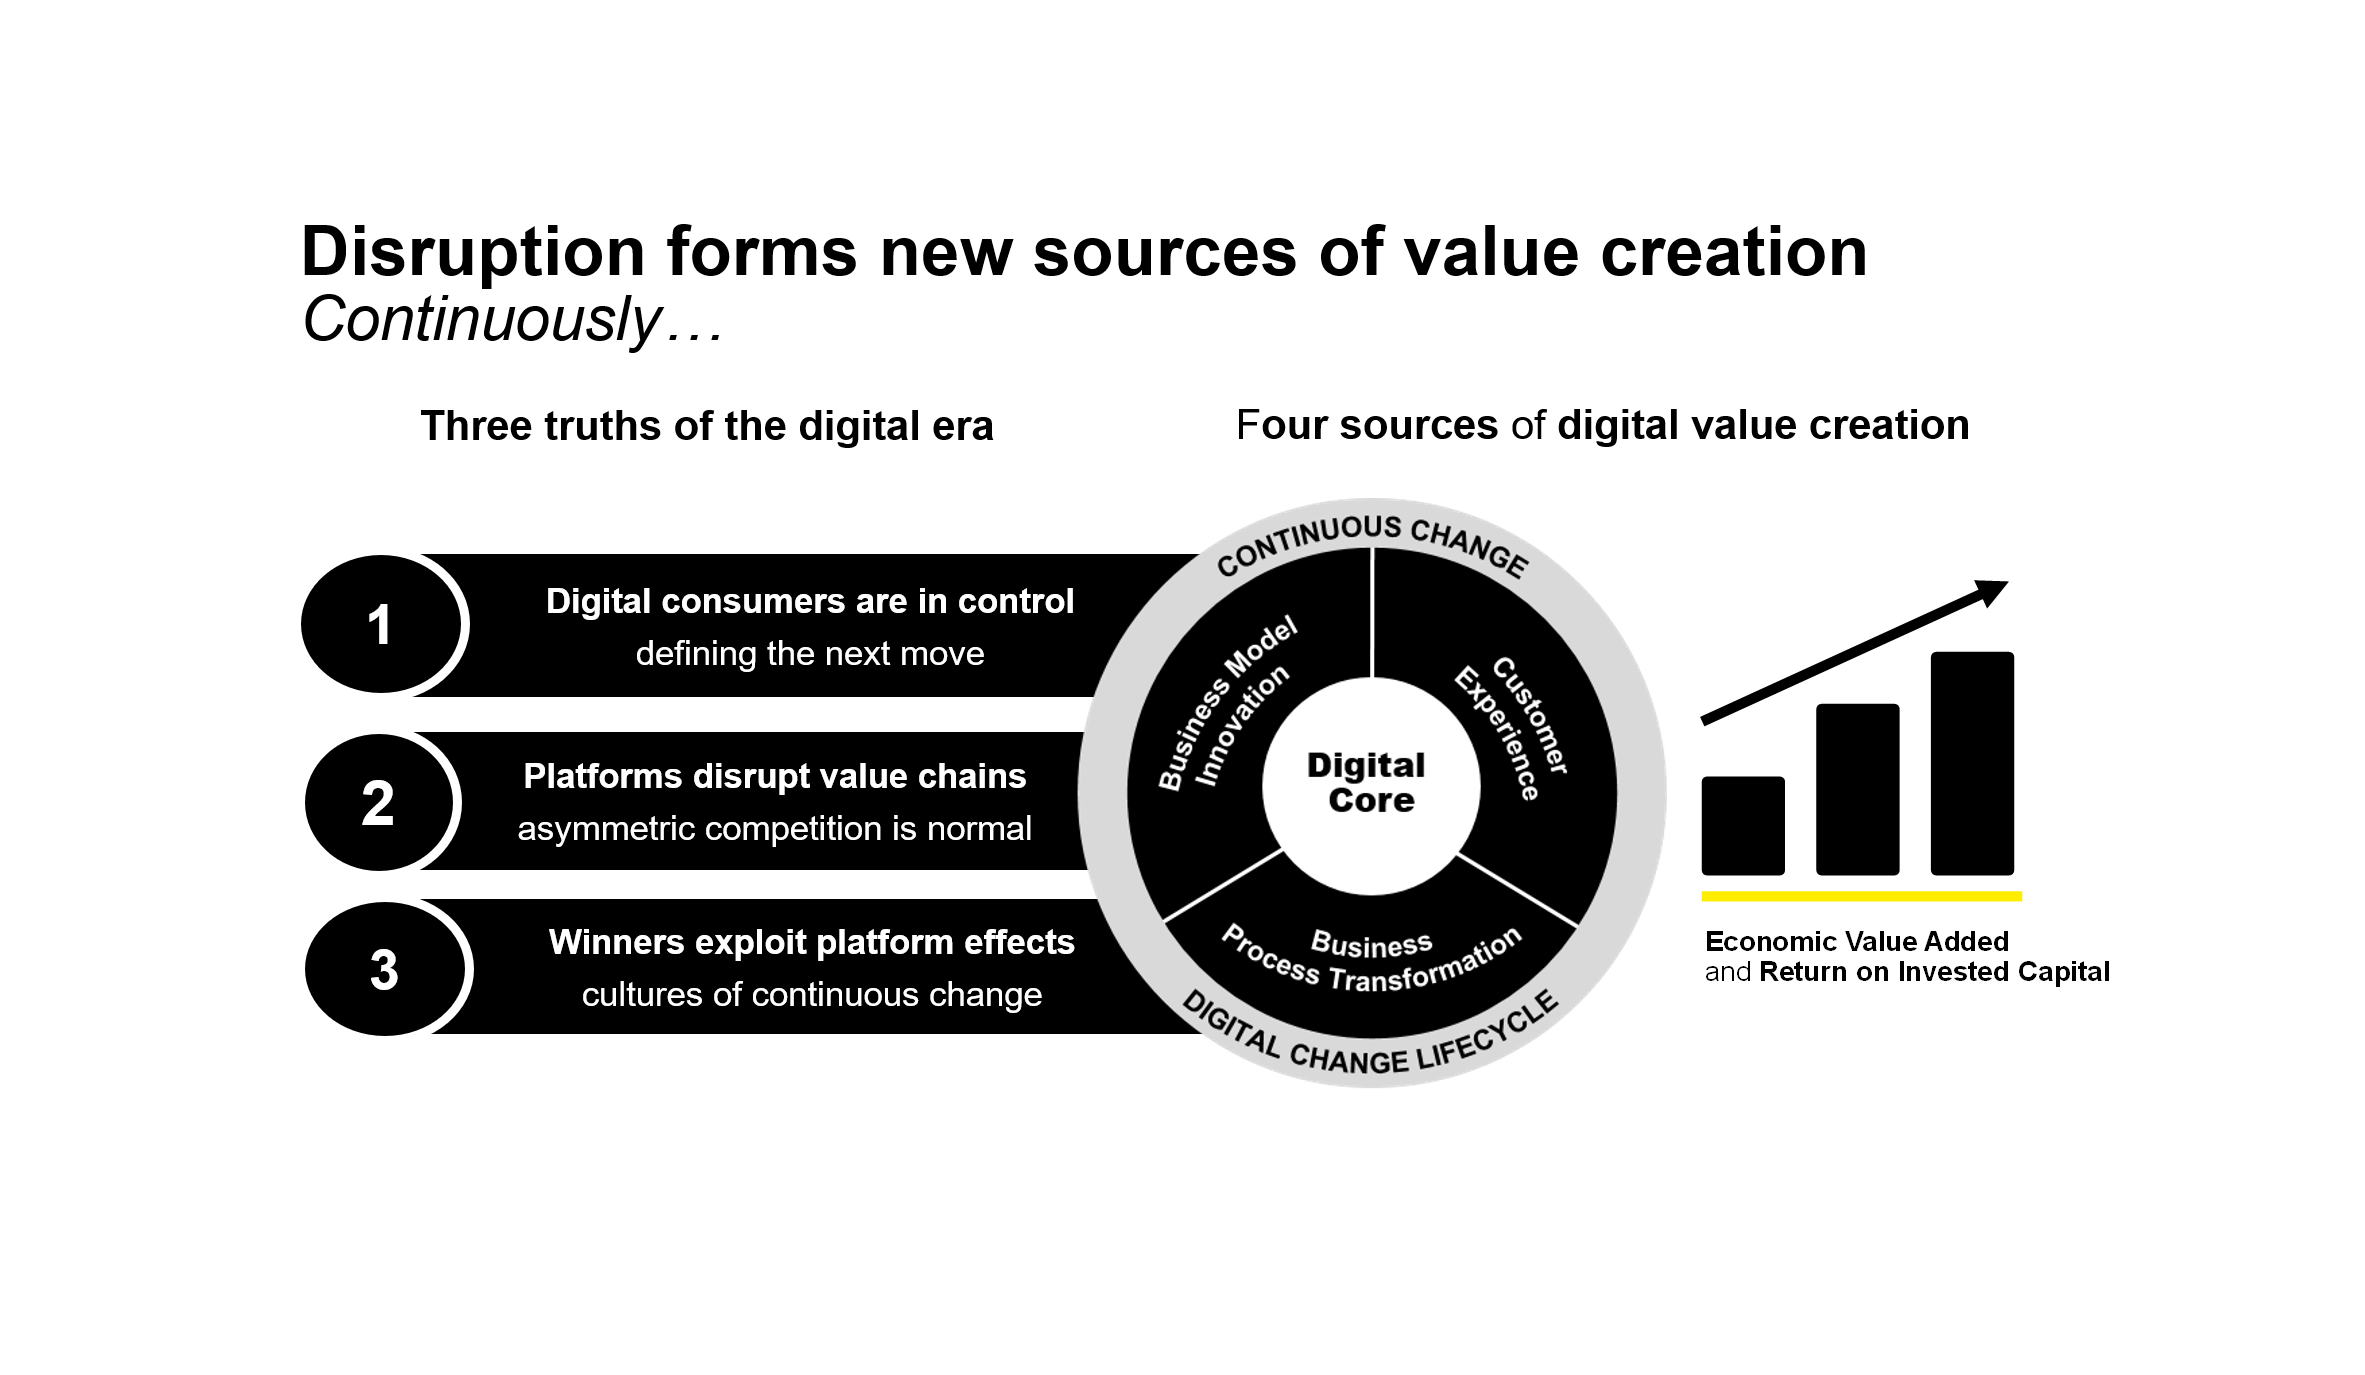 Disruption forms new sources of value creation
Continuously…
Three truths of the digital era
1
Digital consumers are in control
defining the next move
2
Platforms disrupt value chains
asymmetric competition is normal
3
Winners exploit platform effects
cultures of continuous change
Four sources of digital value creation
CONTINUOUS CHANGE
Business Model
Innovation
Customer
Experience
Digital
Core
Business
Process Transformation
DIGITAL CHANGE LIFECYCLE
Economic Value Added
and Return on Invested Capital